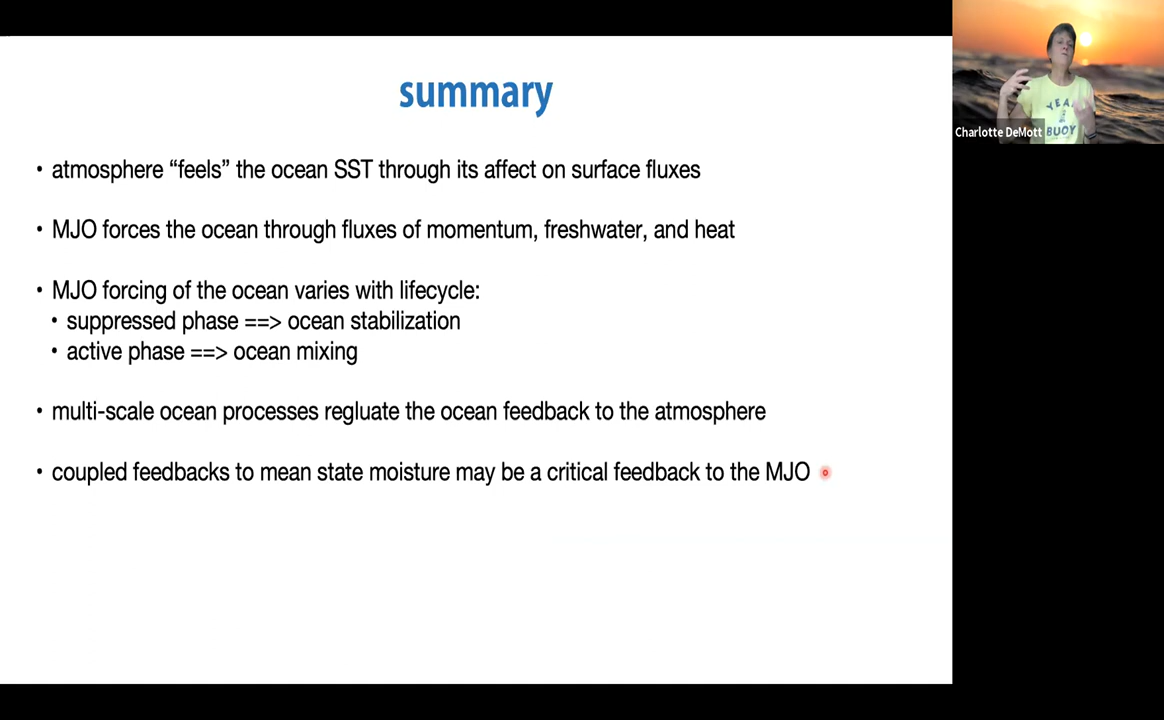 summary
• atmosphere “feels” the ocean SST through its affect on surface fluxes
• MJO forces the ocean through fluxes of momentum, freshwater, and heat
• MJO forcing of the ocean varies with lifecycle:
• suppressed phase ==> ocean stabilization
• active phase ==> ocean mixing
• multi-scale ocean processes regluate the ocean feedback to the atmosphere
• coupled feedbacks to mean state moisture may be a critical feedback to the MJO
YEA
BUOY
Charlotte DeMott